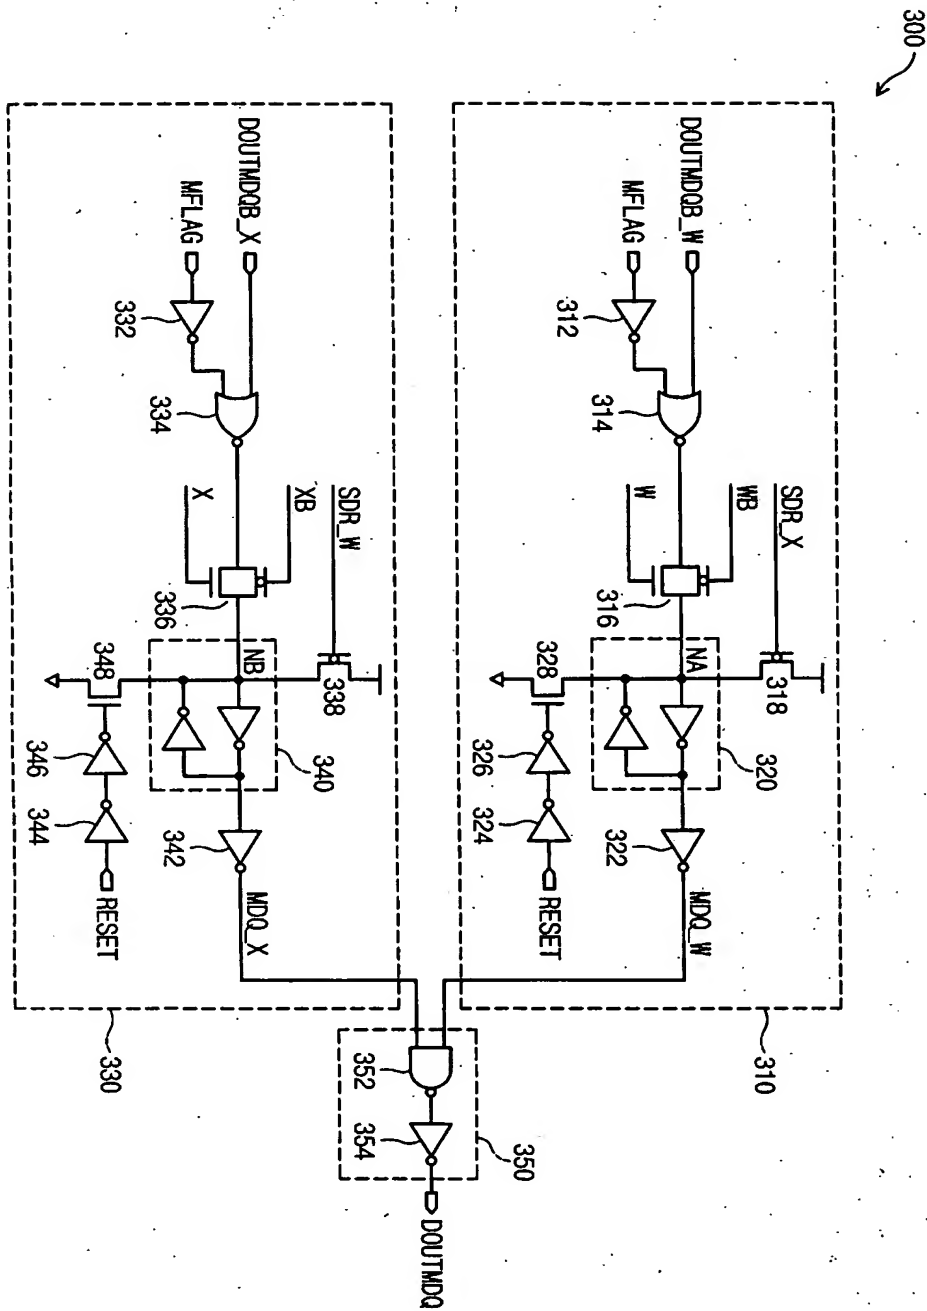 300
310
DOUTMDQB_W
MFLAG
312
314
WB
W
316
SDR_X
318
NA
320
322
328
326
324
RESET
MDQ_W
330
DOUTMDQB_X
MFLAG
332
334
XB
X
336
SDR_W
338
NB
340
342
348
346
344
RESET
MDQ_X
350
352
354
DOUTMDQ